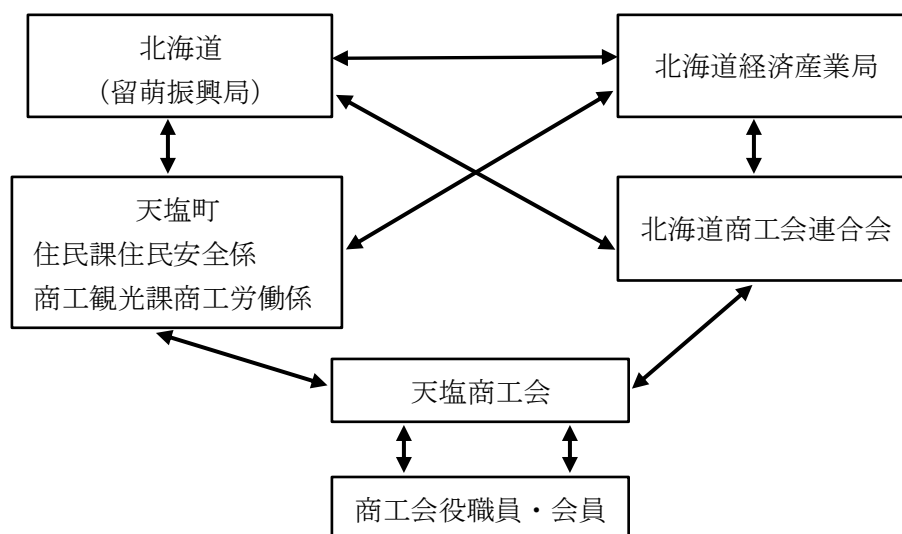 北海道
（留萌振興局）
北海道経済産業局
天塩町
住民課住民安全係
商工観光課商工労働係
北海道商工会連合会
天塩商工会
商工会役職員・会員